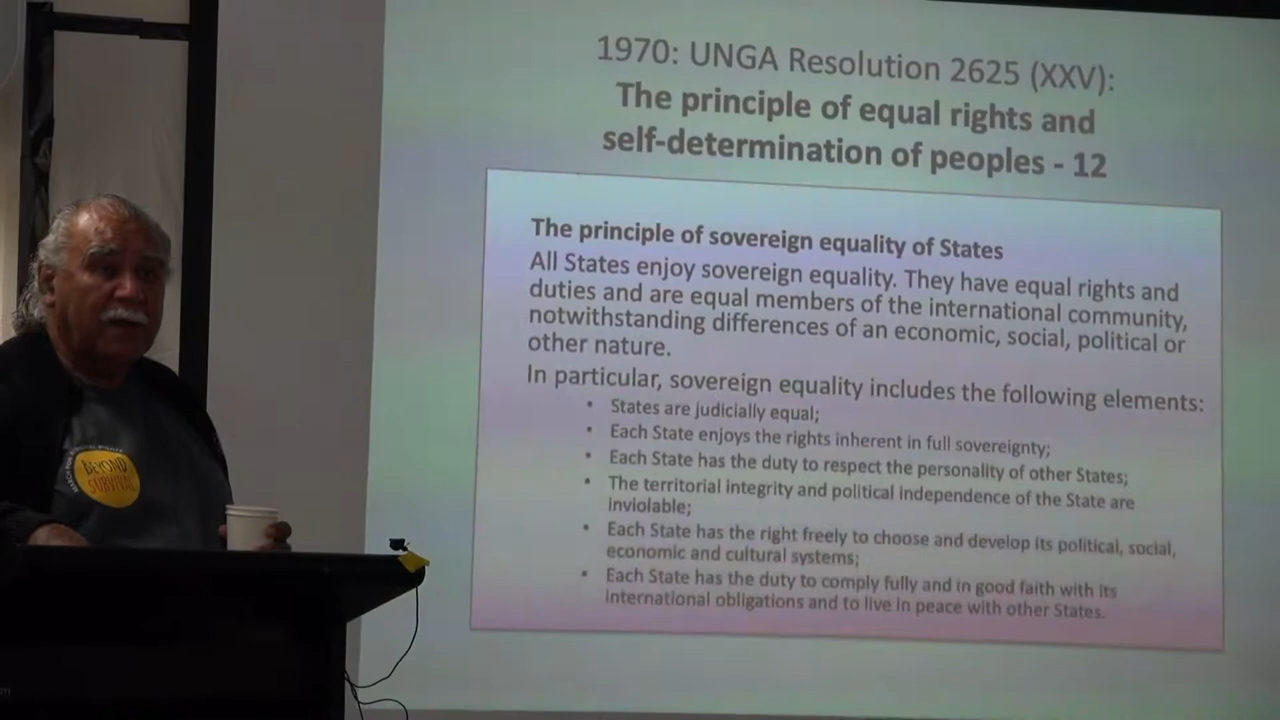 1970: UNGA Resolution 2625 (XXV):
The principle of equal rights and
self-determination of peoples - 12
The principle of sovereign equality of States
All States enjoy sovereign equality. They have equal rights and
duties and are equal members of the international community,
notwithstanding differences of an economic, social, political or
other nature.
In particular, sovereign equality includes the following elements:
• States are judicially equal;
• Each State enjoys the rights inherent in full sovereignty;
• Each State has the duty to respect the personality of other States;
• The territorial integrity and political independence of the State are
inviolable;
• Each State has the right freely to choose and develop its political, social,
economic and cultural systems;
• Each State has the duty to comply fully and in good faith with its
international obligations and to live in peace with other States.
BEYOND
SURVIVAL